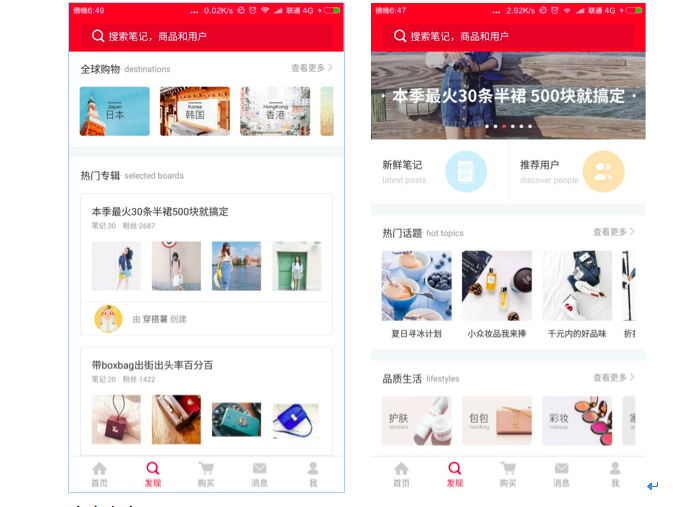 傍晚6:49 ... 0.02K/s 联通 4G
搜索笔记，商品和用户
全球购物· destinations 查看更多
Japan
日本
Korea
韩国
HongKong
香港
热门专辑· selected boards
本季最火30条半裙500块就搞定
笔记·30 粉丝·2687
由 穿搭薯 创建
带boxbag出街出头率百分百
笔记·20 粉丝·1422
首页 发现 购买 消息 我
傍晚6:47 ... 2.92K/s 联通 4G
搜索笔记，商品和用户
· 本季最火30条半裙 500块就搞定 ·
新鲜笔记
latest posts
推荐用户
discover people
热门话题· hot topics 查看更多
夏日寻冰计划 小众妆品我来捧 千元内的好品味 折扌
品质生活· lifestyles 查看更多
护肤
skincare
包包
handbag
彩妆
makeup
首页 发现 购买 消息 我